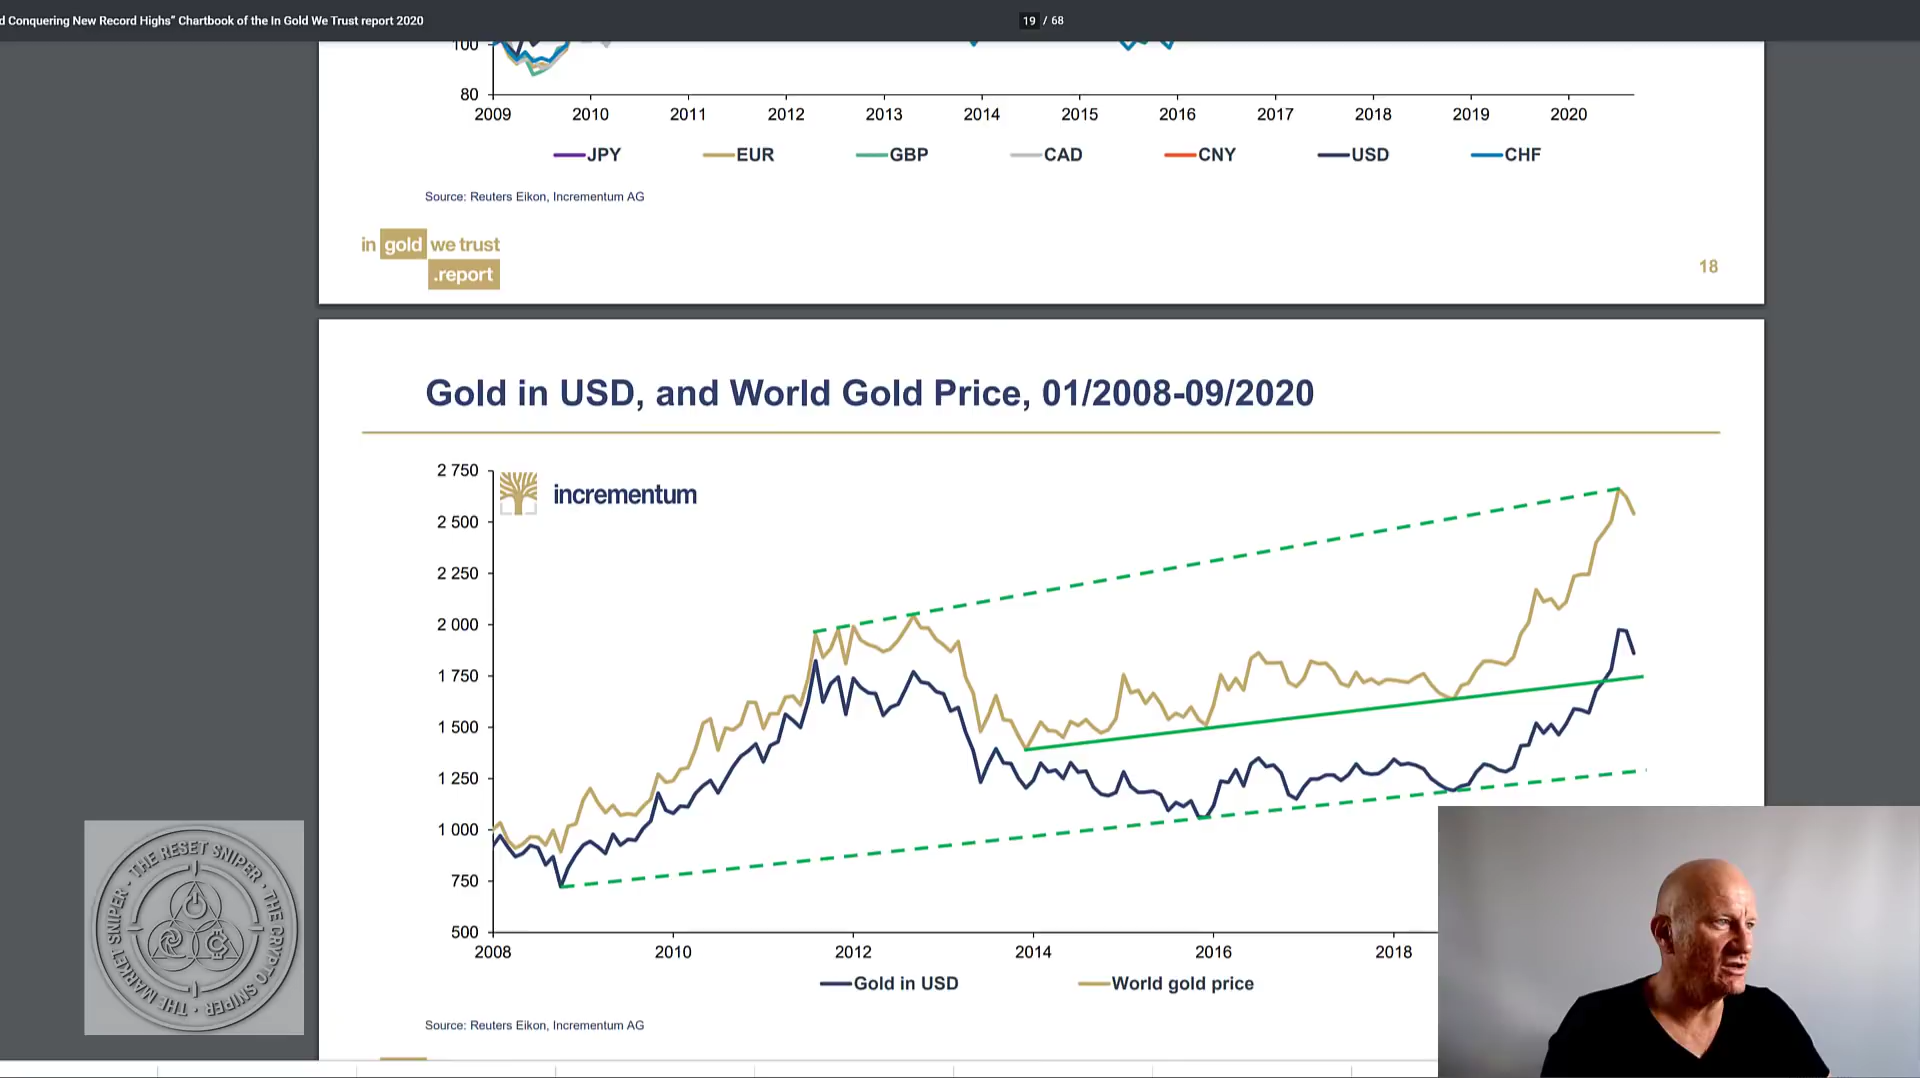 d Conquering New Record Highs" Chartbook of the In Gold We Trust report 2020
19 / 68
100
80
2009 2010 2011 2012 2013 2014 2015 2016 2017 2018 2019 2020
JPY EUR GBP CAD CNY USD CHF
Source: Reuters Eikon, Incrementum AG
in gold we trust
.report
18
Gold in USD, and World Gold Price, 01/2008-09/2020
incrementum
2 750
2 500
2 250
2 000
1 750
1 500
1 250
1 000
750
500
2008 2010 2012 2014 2016 2018
Gold in USD World gold price
Source: Reuters Eikon, Incrementum AG
THE RESET SNIPER · THE CRYPTO SNIPER · THE MARKET SNIPER ·